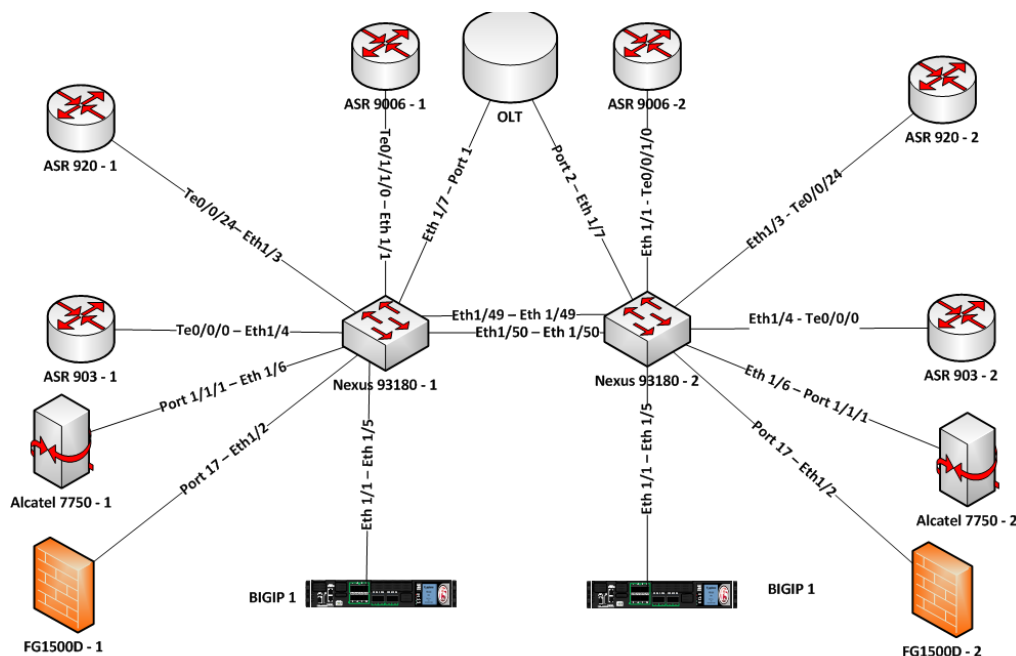 ASR 9006 - 1
OLT
ASR 9006 -2
ASR 920 - 1
ASR 920 - 2
Te0/1/1/0 – Eth 1/1
Eth 1/7 – Port 1
Port 2 – Eth 1/7
Eth 1/1 - Te0/0/1/0
Te0/0/24– Eth1/3
Eth1/3 - Te0/0/24
Te0/0/0 – Eth1/4
Eth1/49 – Eth 1/49
Eth1/50 – Eth 1/50
Eth1/4 - Te0/0/0
ASR 903 - 1
Nexus 93180 - 1
Nexus 93180 - 2
ASR 903 - 2
Port 1/1/1 – Eth 1/6
Eth 1/6 – Port 1/1/1
Port 17 – Eth1/2
Eth 1/1 – Eth 1/5
Eth 1/1 – Eth 1/5
Port 17 – Eth1/2
Alcatel 7750 - 1
Alcatel 7750 - 2
BIGIP 1
BIGIP 1
FG1500D - 1
FG1500D - 2